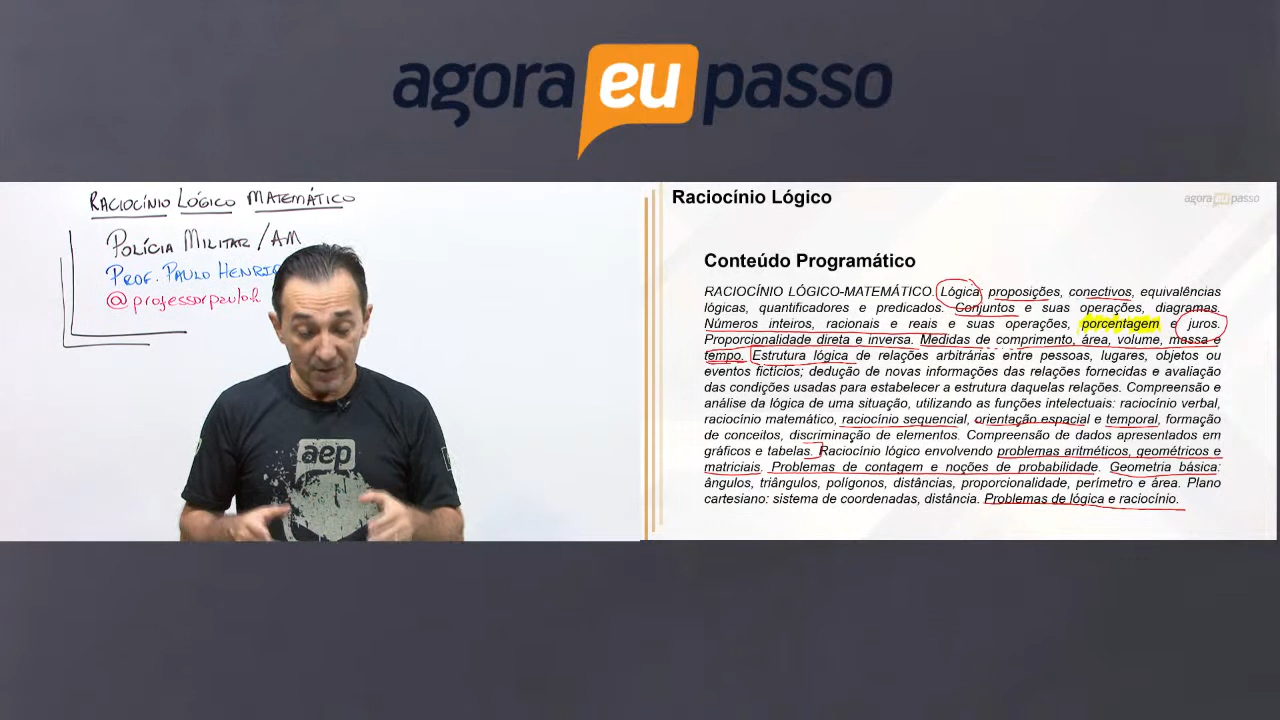 agora eu passo
RACIOCÍNIO LÓGICO MATEMÁTICO
POLÍCIA MILITAR / AM
PROF. PAULO
@professorpauloh
aep
Raciocínio Lógico
agora eu passo
Conteúdo Programático
RACIOCÍNIO LÓGICO-MATEMÁTICO Lógica: proposições, conectivos, equivalências
lógicas, quantificadores e predicados. Conjuntos e suas operações, diagramas.
Números inteiros, racionais e reais e suas operações, porcentagem e juros.
Proporcionalidade direta e inversa. Medidas de comprimento, área, volume, massa e
tempo. Estrutura lógica de relações arbitrárias entre pessoas, lugares, objetos ou
eventos fictícios; dedução de novas informações das relações fornecidas e avaliação
das condições usadas para estabelecer a estrutura daquelas relações. Compreensão e
análise da lógica de uma situação, utilizando as funções intelectuais: raciocínio verbal,
raciocínio matemático, raciocínio sequencial, orientação espacial e temporal, formação
de conceitos, discriminação de elementos. Compreensão de dados apresentados em
gráficos e tabelas. Raciocínio lógico envolvendo problemas aritméticos, geométricos e
matriciais. Problemas de contagem e noções de probabilidade. Geometria básica:
ângulos, triângulos, polígonos, distâncias, proporcionalidade, perímetro e área. Plano
cartesiano: sistema de coordenadas, distância. Problemas de lógica e raciocínio.